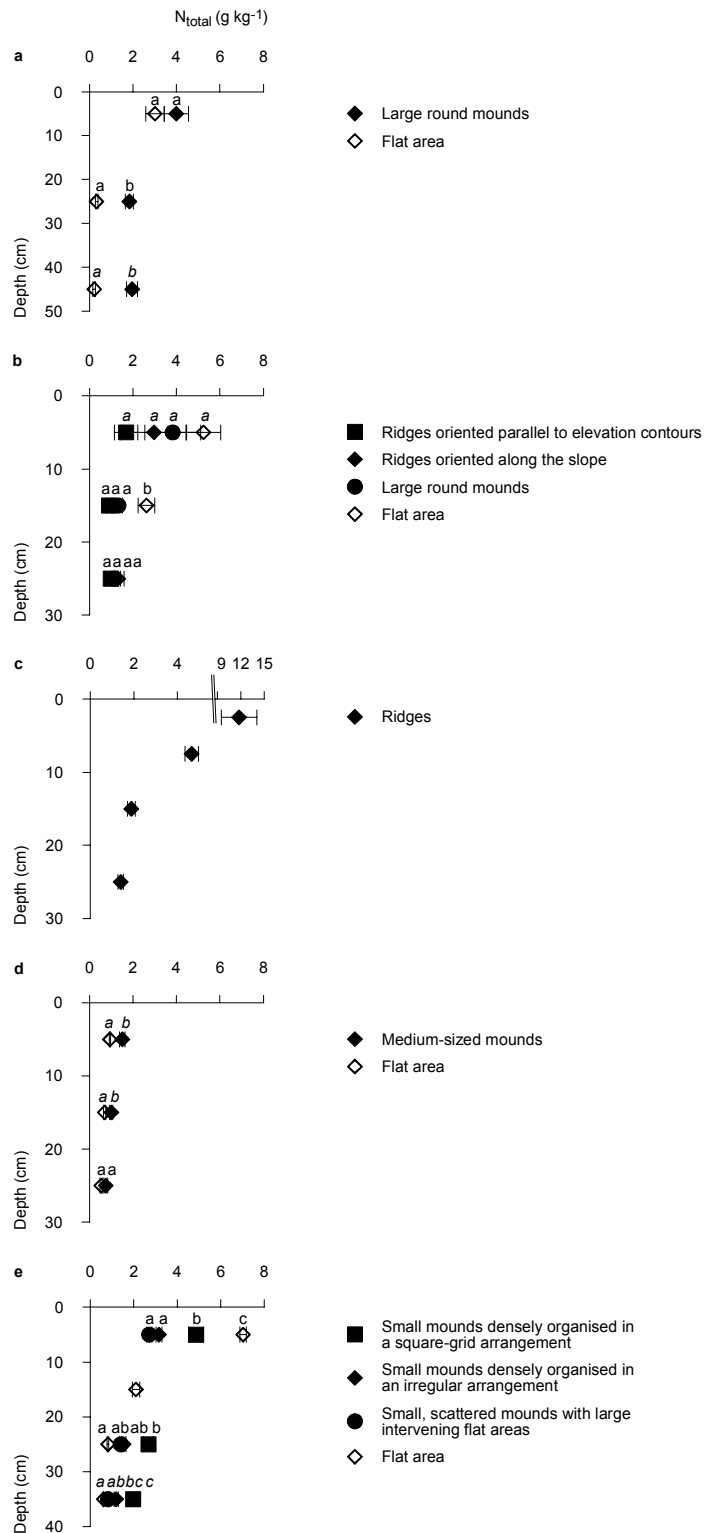 N_total (g kg-1)
a
0 2 4 6 8
0
a a
10
20
a b
30
40
a b
50
Depth (cm)
Large round mounds
Flat area
b
0 2 4 6 8
0
a a a a
10
a a a b
20
a a a a
30
Depth (cm)
Ridges oriented parallel to elevation contours
Ridges oriented along the slope
Large round mounds
Flat area
c
0 2 4 9 12 15
0
10
20
30
Depth (cm)
Ridges
d
0 2 4 6 8
0
a b
10
a b
20
a a
30
Depth (cm)
Medium-sized mounds
Flat area
e
0 2 4 6 8
0
a a b c
10
20
a ab ab b
30
a ab bc c
40
Depth (cm)
Small mounds densely organised in
a square-grid arrangement
Small mounds densely organised in
an irregular arrangement
Small, scattered mounds with large
intervening flat areas
Flat area